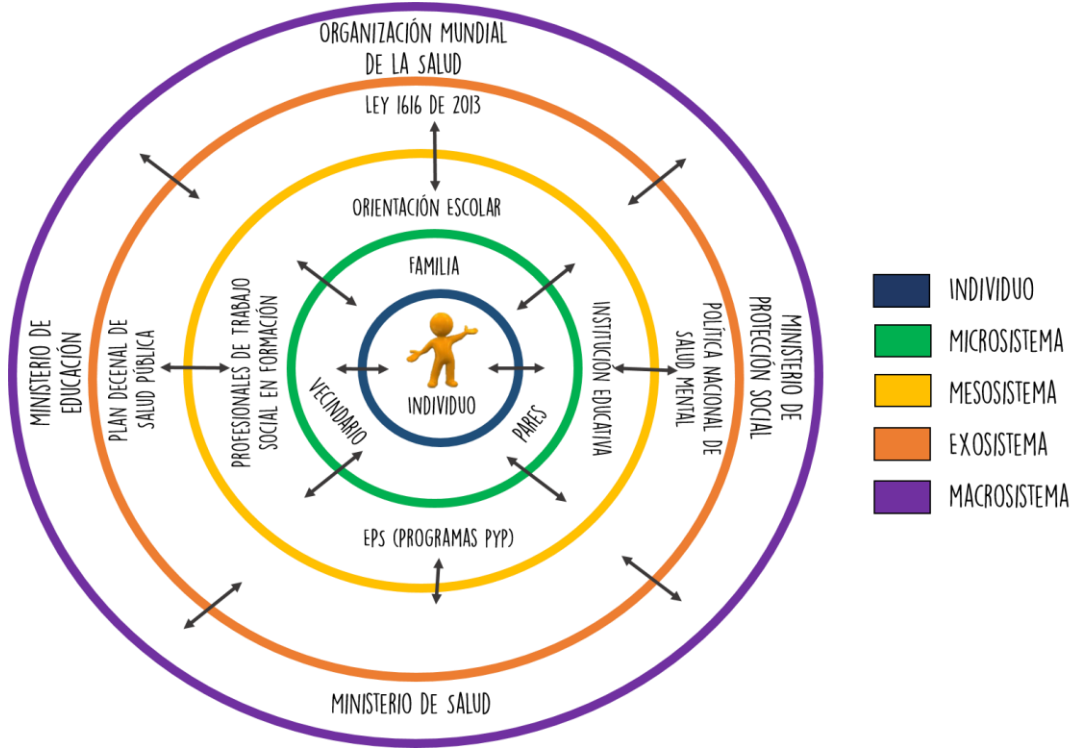 ORGANIZACIÓN MUNDIAL
DE LA SALUD
LEY 1616 DE 2013
ORIENTACIÓN ESCOLAR
FAMILIA
MINISTERIO DE
EDUCACIÓN
PLAN DECENAL DE
SALUD PÚBLICA
PROFESIONALES DE TRABAJO
SOCIAL EN FORMACIÓN
VECINDARIO
INDIVIDUO
PARES
INSTITUCIÓN EDUCATIVA
POLÍTICA NACIONAL DE
SALUD MENTAL
MINISTERIO DE
PROTECCIÓN SOCIAL
EPS (PROGRAMAS PYP)
MINISTERIO DE SALUD
INDIVIDUO
MICROSISTEMA
MESOSISTEMA
EXOSISTEMA
MACROSISTEMA